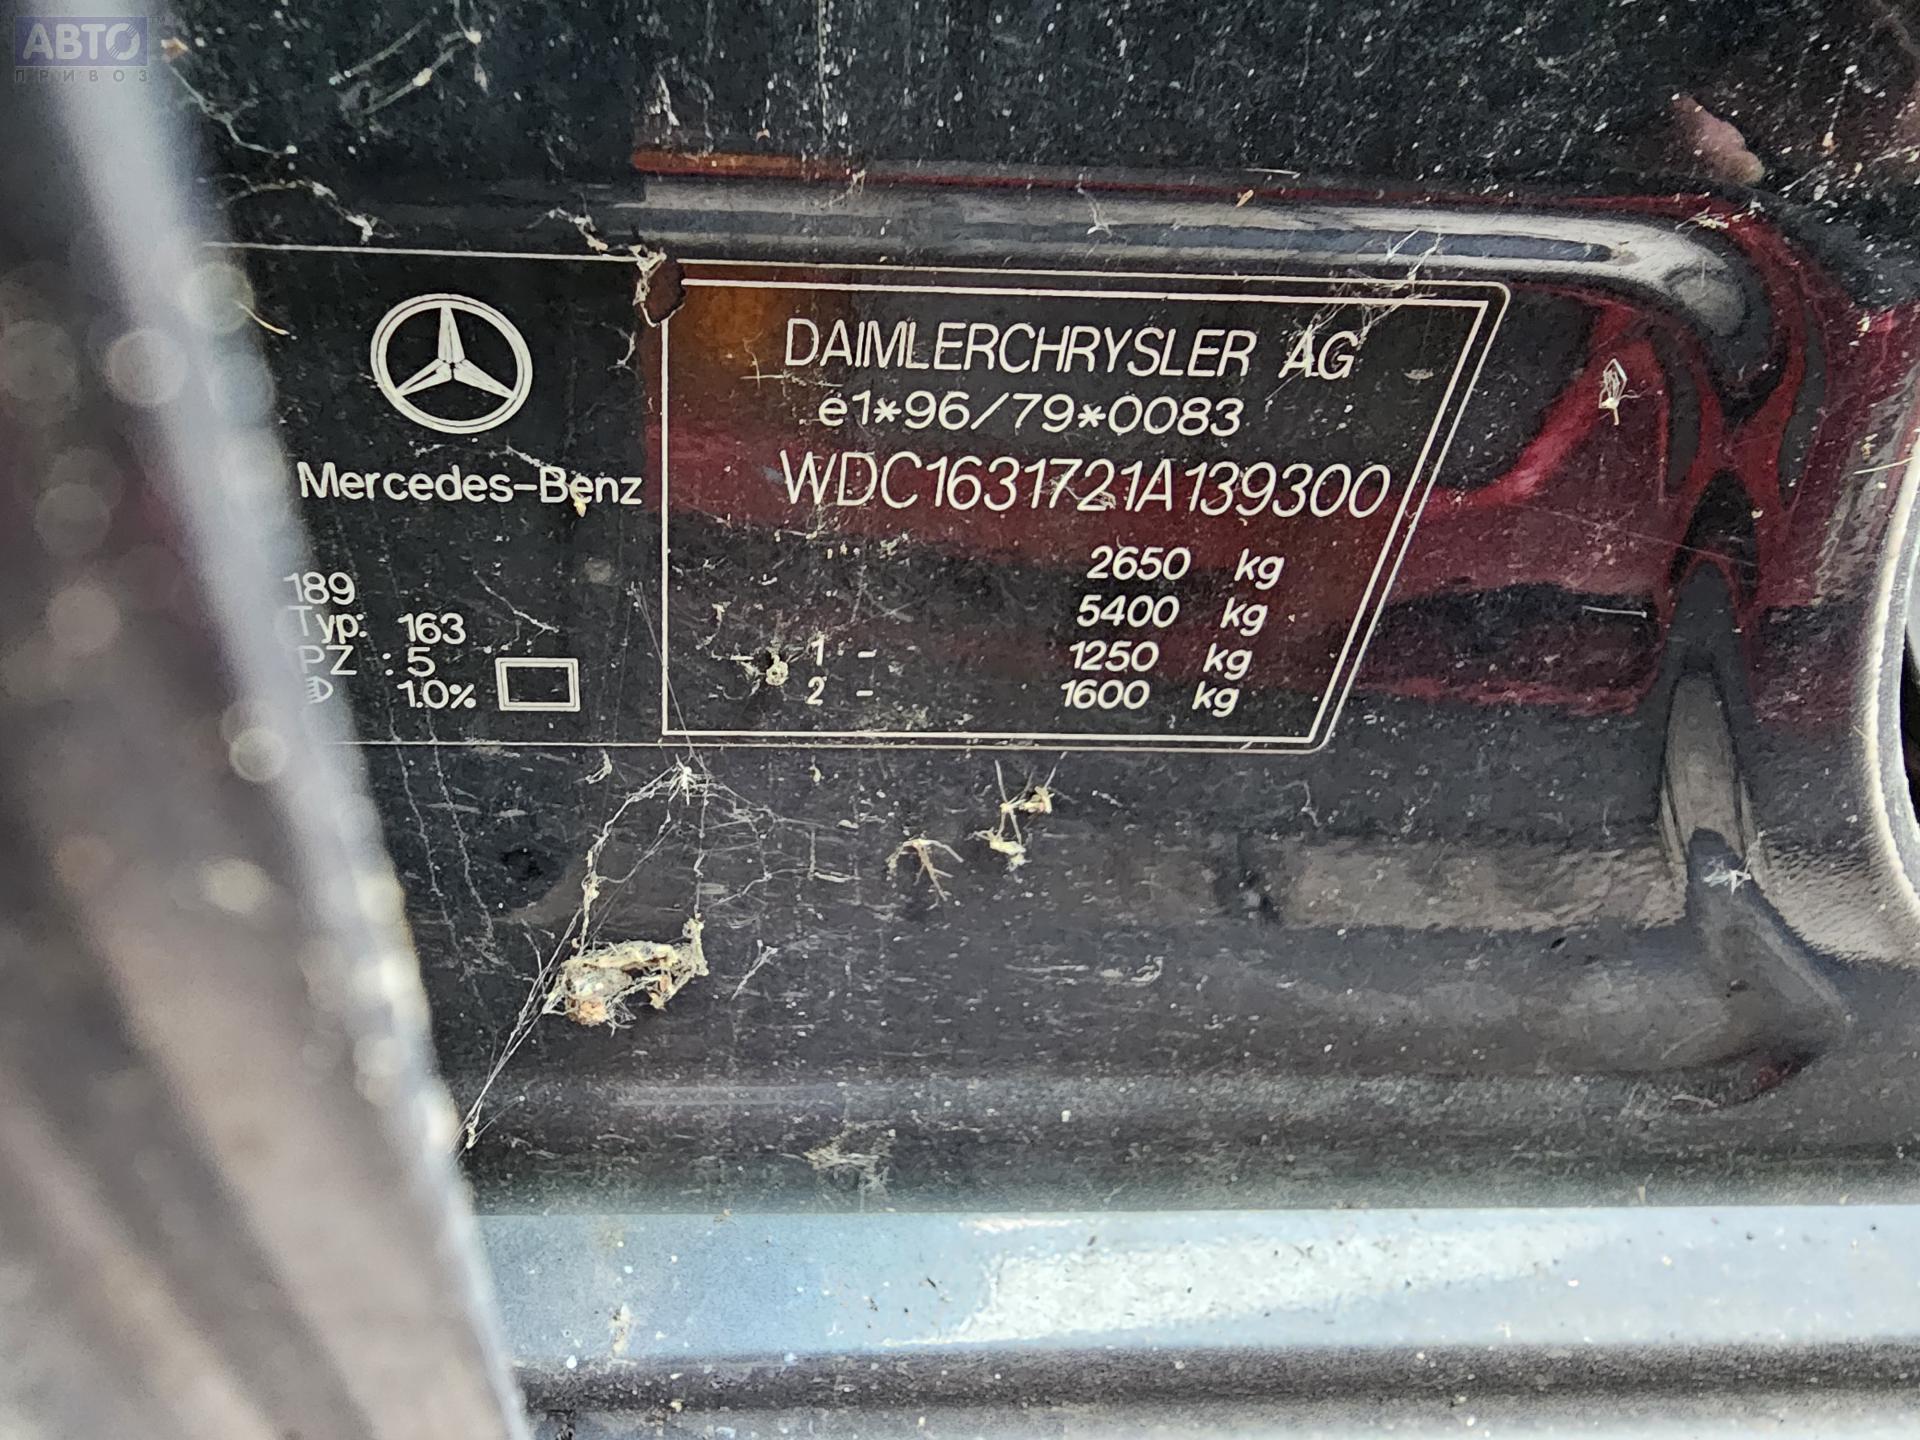 АВТО
ПРИВОЗ
DAIMLERCHRYSLER AG
e1*96/79*0083
Mercedes-Benz
WDC1631721A139300
2650 kg
5400 kg
1 - 1250 kg
2 - 1600 kg
189
Typ: 163
PZ : 5
1.0%